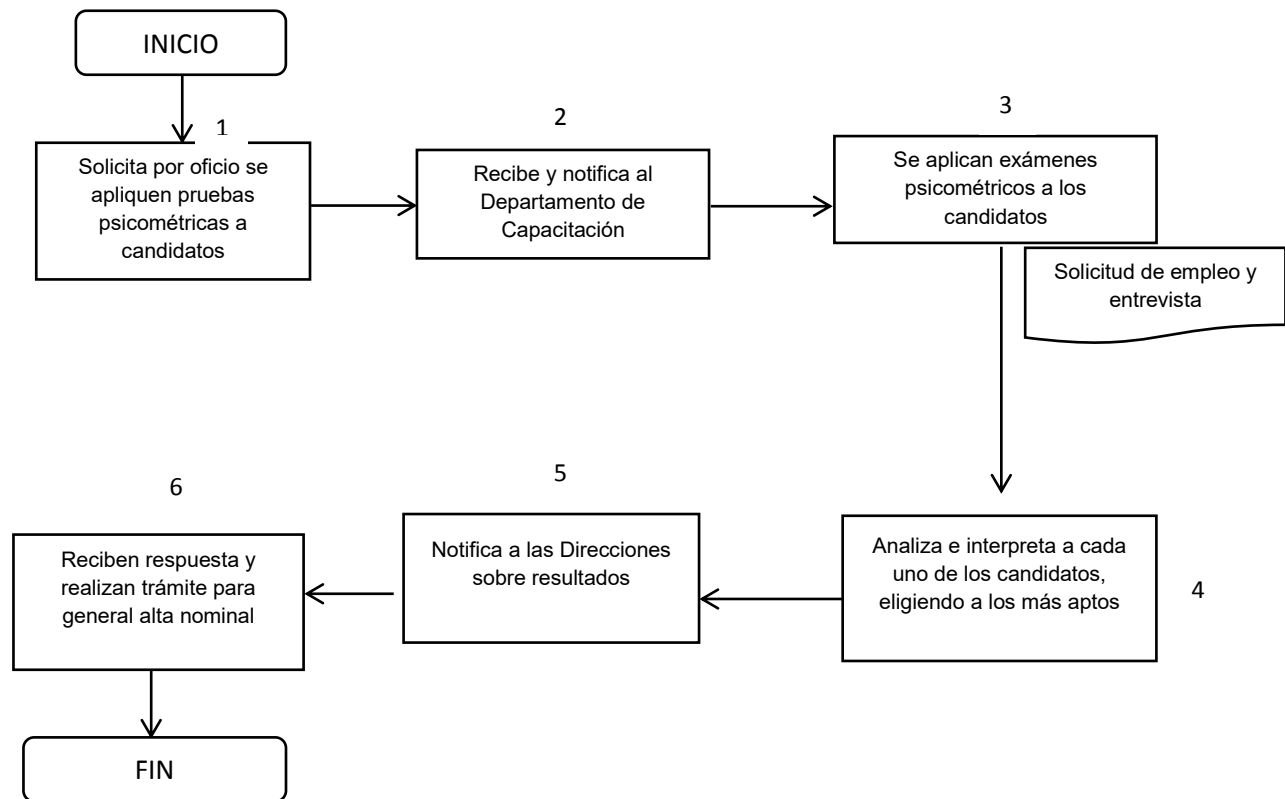 INICIO
1
Solicita por oficio se
apliquen pruebas
psicométricas a
candidatos
2
Recibe y notifica al
Departamento de
Capacitación
3
Se aplican exámenes
psicométricos a los
candidatos
Solicitud de empleo y
entrevista
4
Analiza e interpreta a cada
uno de los candidatos,
eligiendo a los más aptos
5
Notifica a las Direcciones
sobre resultados
6
Reciben respuesta y
realizan trámite para
general alta nominal
FIN